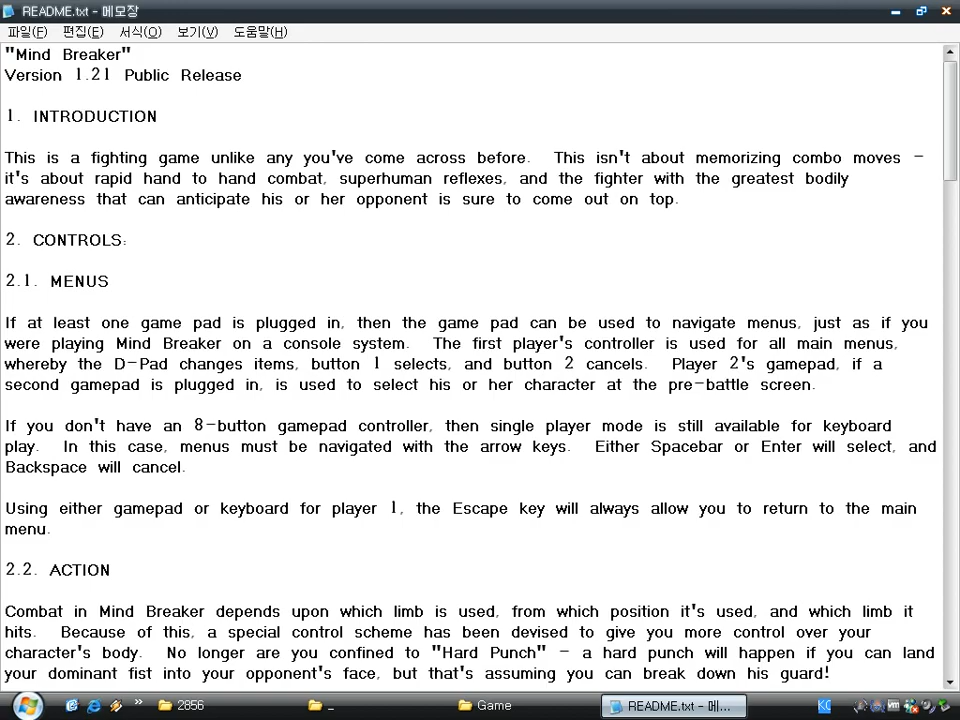 README.txt - 메모장
파일(F) 편집(E) 서식(O) 보기(V) 도움말(H)
"Mind Breaker"
Version 1.21 Public Release
1. INTRODUCTION
This is a fighting game unlike any you've come across before. This isn't about memorizing combo moves -
it's about rapid hand to hand combat, superhuman reflexes, and the fighter with the greatest bodily
awareness that can anticipate his or her opponent is sure to come out on top.
2. CONTROLS:
2.1. MENUS
If at least one game pad is plugged in, then the game pad can be used to navigate menus, just as if you
were playing Mind Breaker on a console system. The first player's controller is used for all main menus,
whereby the D-Pad changes items, button 1 selects, and button 2 cancels. Player 2's gamepad, if a
second gamepad is plugged in, is used to select his or her character at the pre-battle screen.
If you don't have an 8-button gamepad controller, then single player mode is still available for keyboard
play. In this case, menus must be navigated with the arrow keys. Either Spacebar or Enter will select, and
Backspace will cancel.
Using either gamepad or keyboard for player 1, the Escape key will always allow you to return to the main
menu.
2.2. ACTION
Combat in Mind Breaker depends upon which limb is used, from which position it's used, and which limb it
hits. Because of this, a special control scheme has been devised to give you more control over your
character's body. No longer are you confined to "Hard Punch" - a hard punch will happen if you can land
your dominant fist into your opponent's face, but that's assuming you can break down his guard!
» 2856 _ Game README.txt - 메... KC